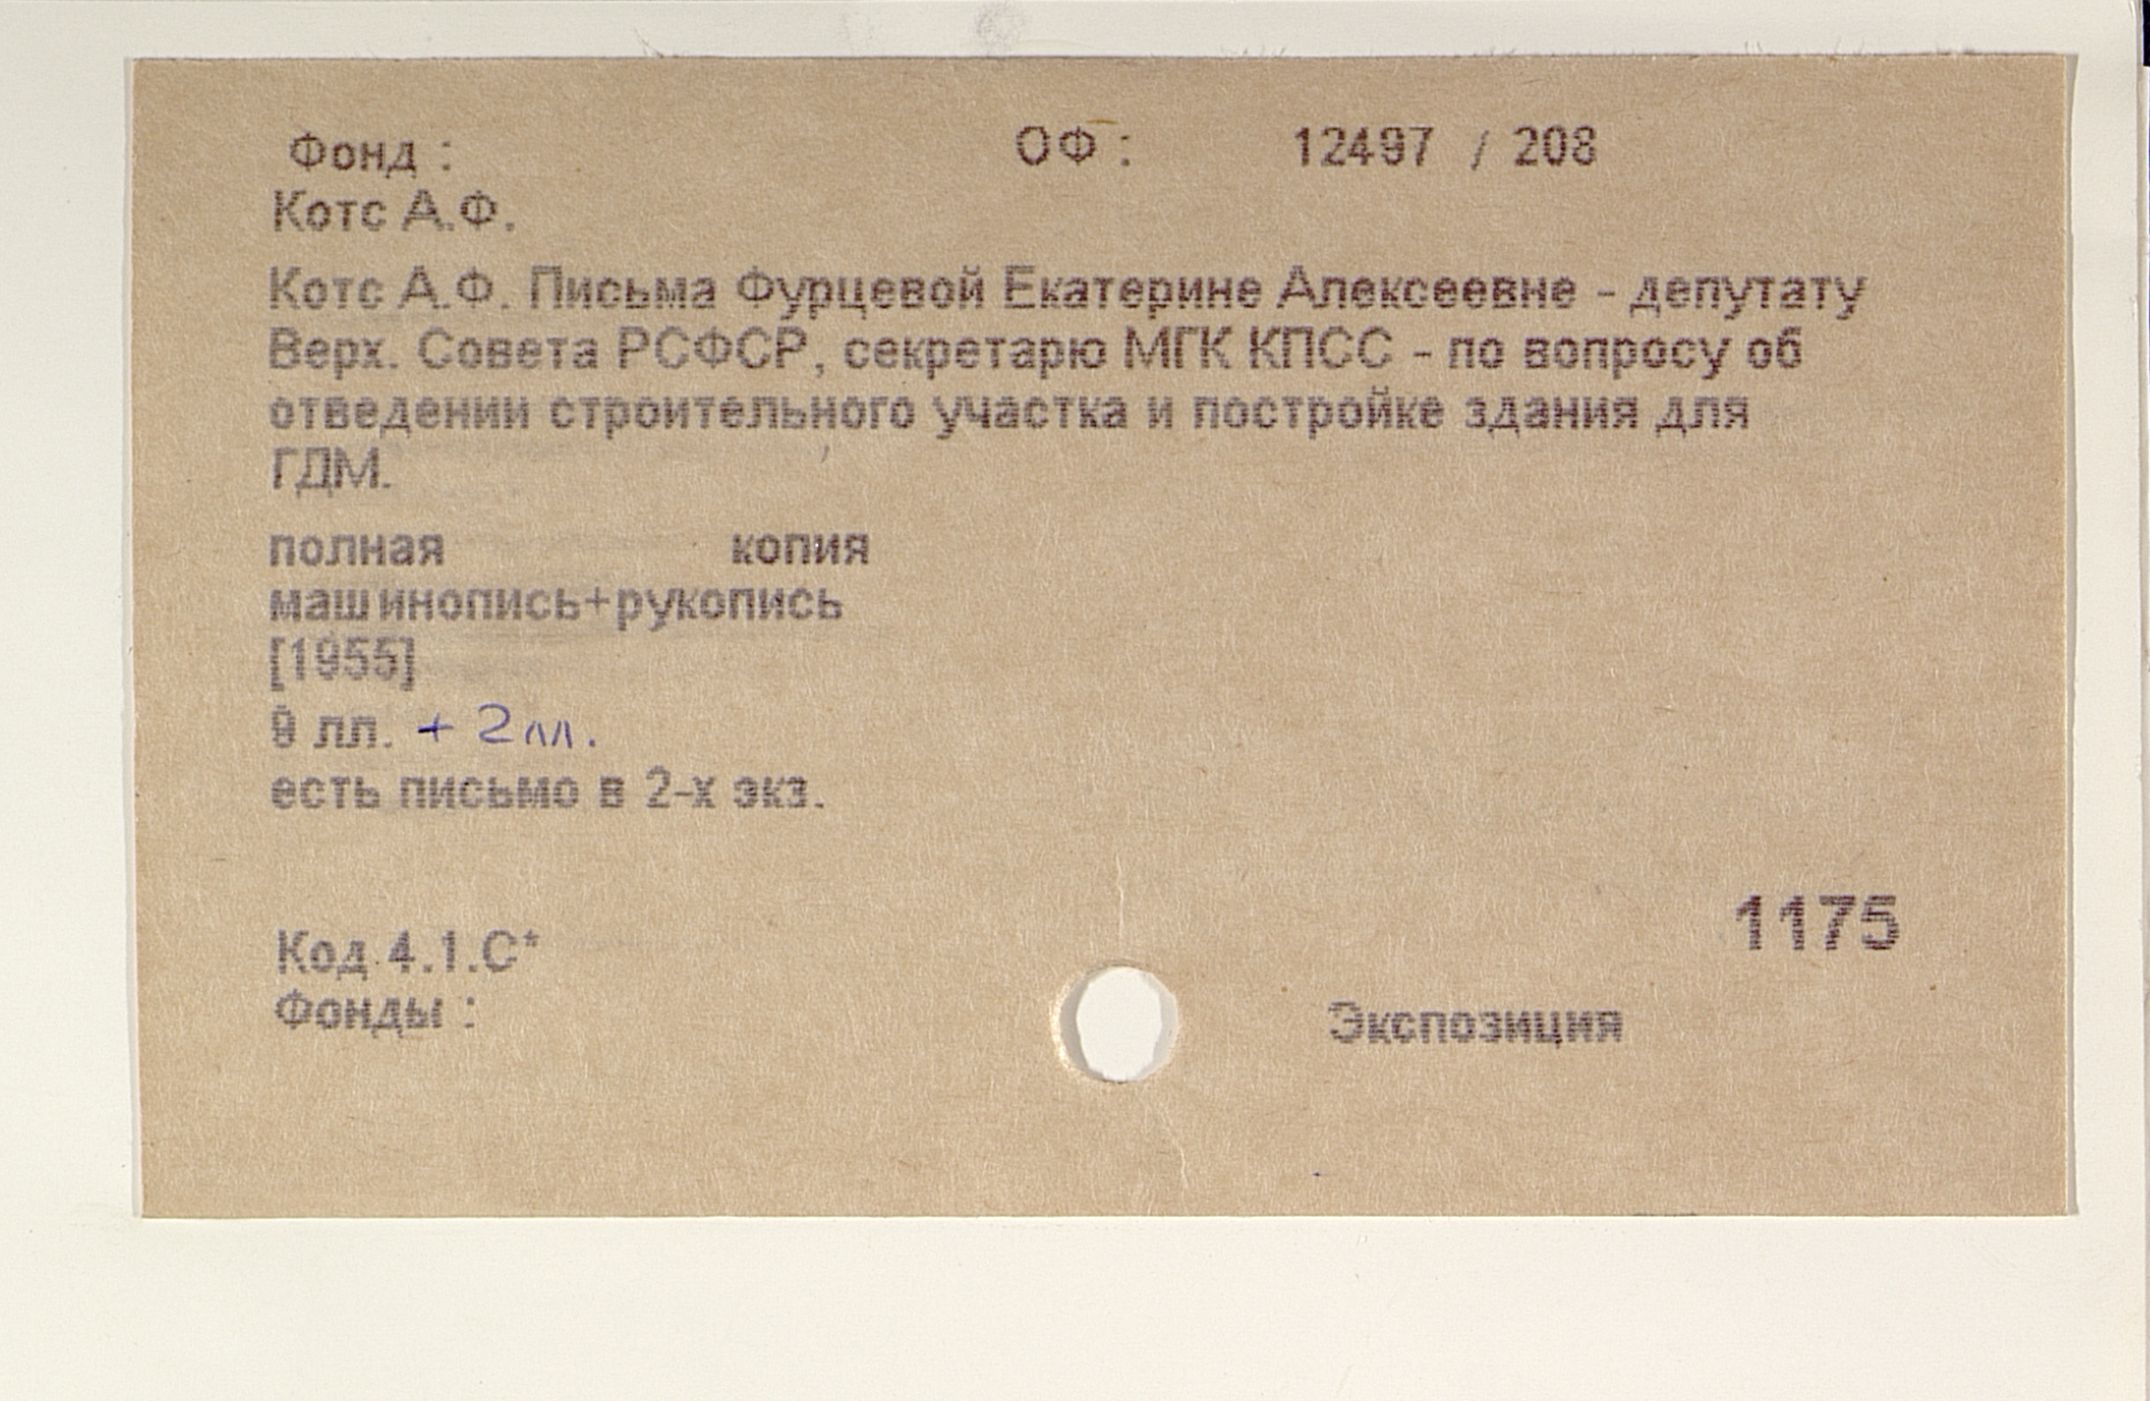 Фонд : ОФ : 12497 / 208
Котс А.Ф.
Котс А.Ф. Письма Фурцевой Екатерине Алексеевне - депутату
Верх. Совета РСФСР, секретарю МГК КПСС - по вопросу об
отведении строительного участка и постройке здания для
ГДМ.
полная копия
машинопись+рукопись
[1955]
9 лл. + 2 лл.
есть письмо в 2-х экз.
1175
Код 4.1.С*
Фонды : Экспозиция